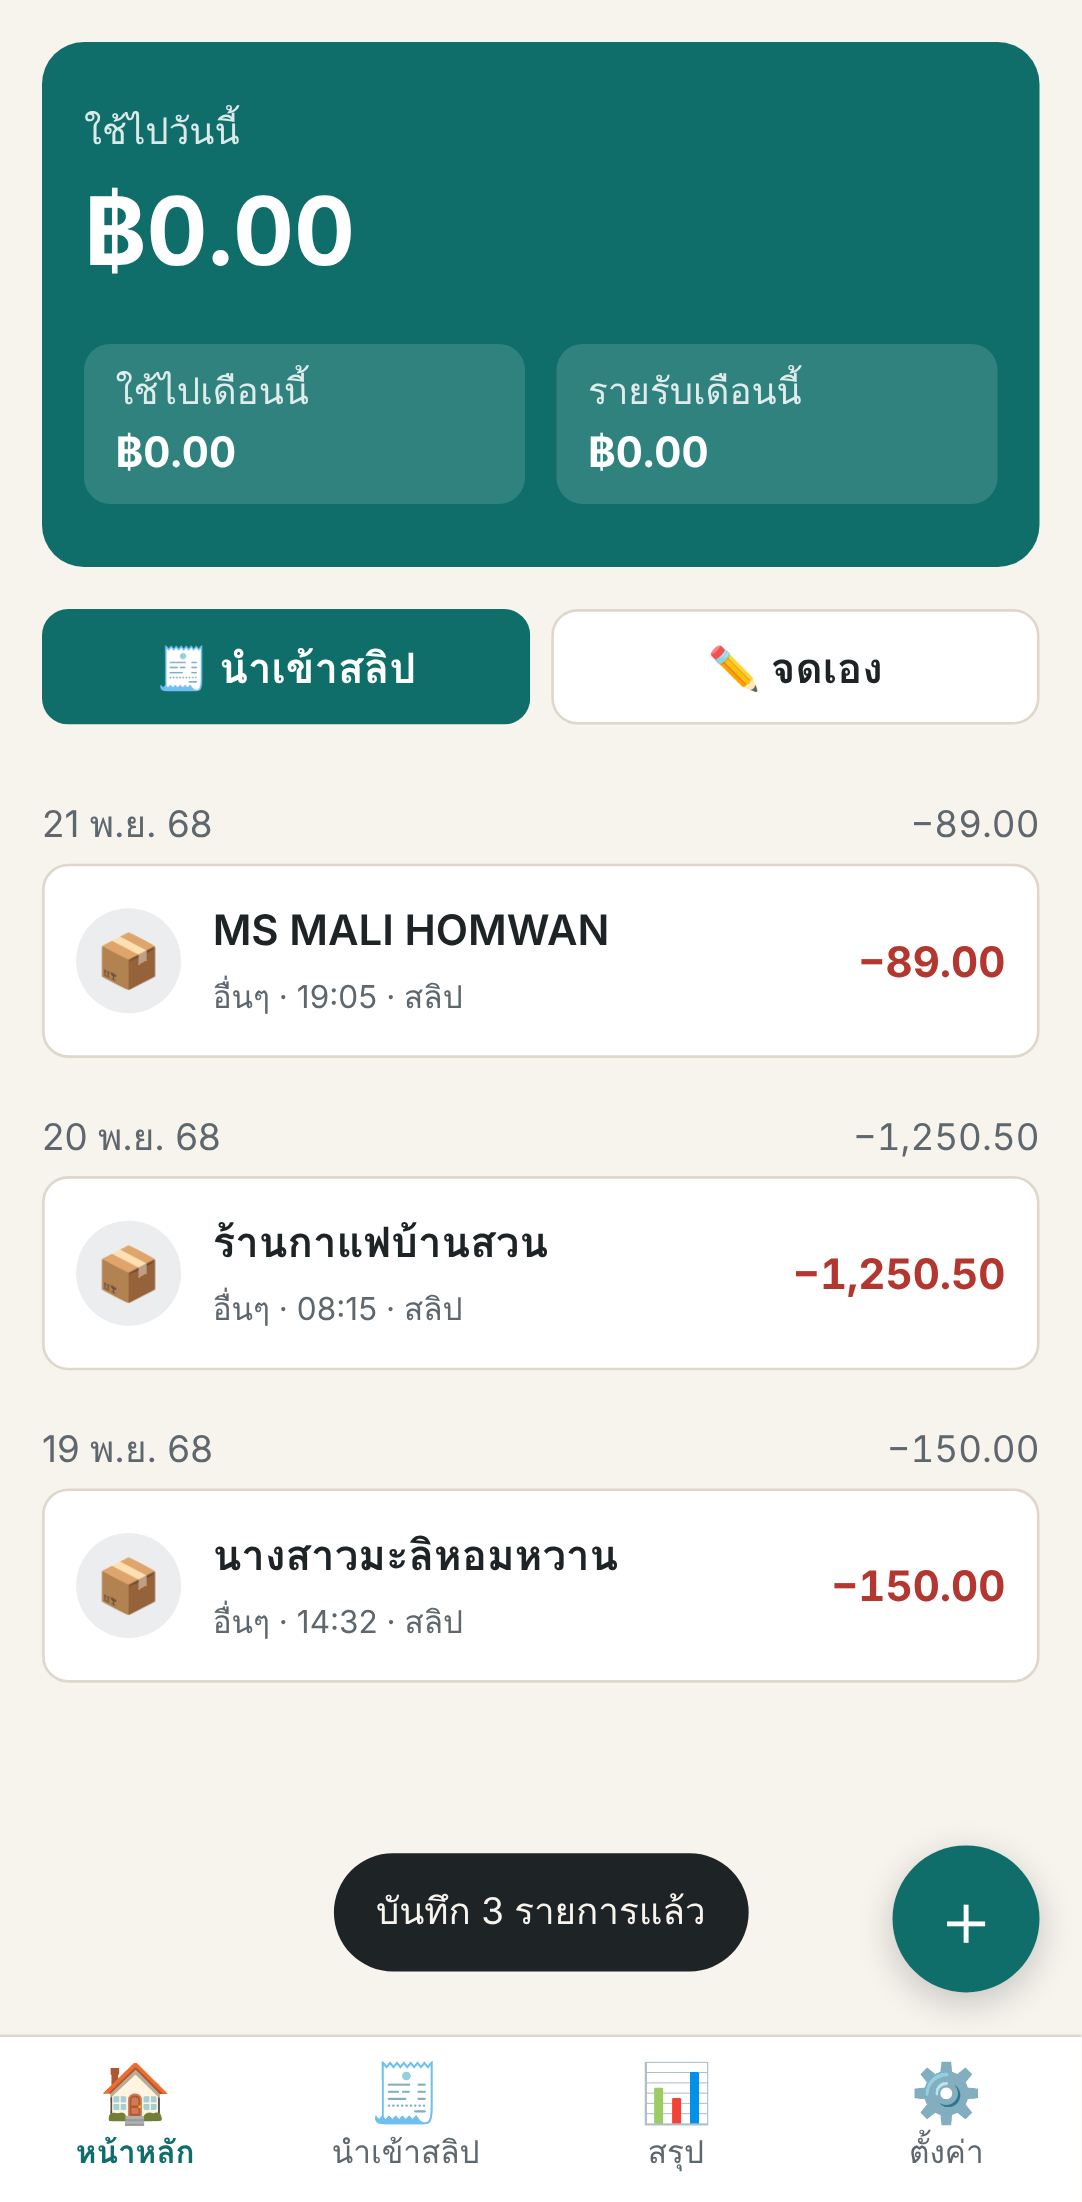 ใช้ไปวันนี้
฿0.00
ใช้ไปเดือนนี้
฿0.00
รายรับเดือนนี้
฿0.00
นำเข้าสลิป
จดเอง
21 พ.ย. 68
−89.00
MS MALI HOMWAN
อื่นๆ · 19:05 · สลิป
−89.00
20 พ.ย. 68
−1,250.50
ร้านกาแฟบ้านสวน
อื่นๆ · 08:15 · สลิป
−1,250.50
19 พ.ย. 68
−150.00
นางสาวมะลิหอมหวาน
อื่นๆ · 14:32 · สลิป
−150.00
บันทึก 3 รายการแล้ว
+
หน้าหลัก
นำเข้าสลิป
สรุป
ตั้งค่า